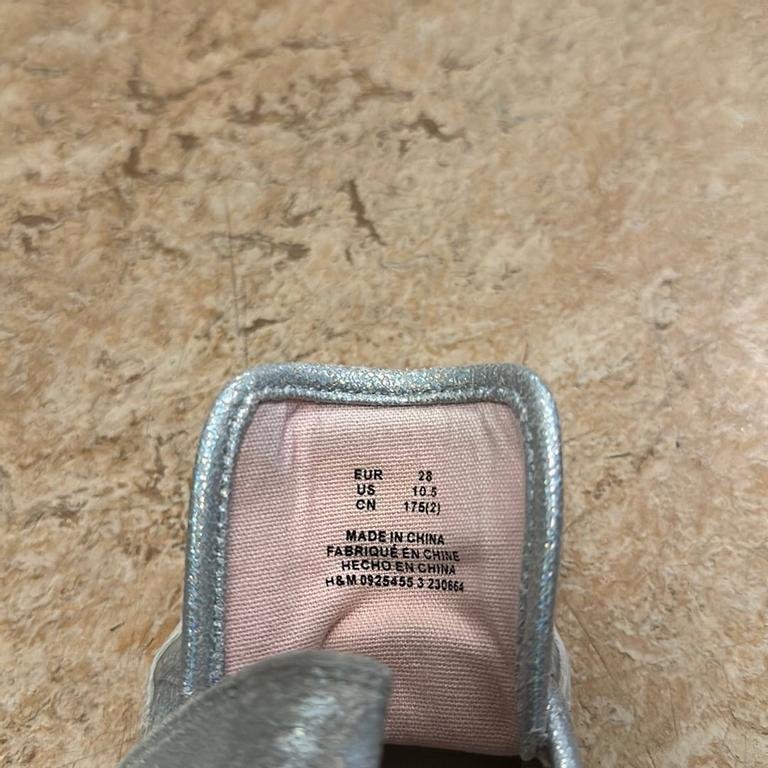 EUR 28
US 10.5
CN 175(2)
MADE IN CHINA
FABRIQUÉ EN CHINE
HECHO EN CHINA
H&M 0925455 3 230664